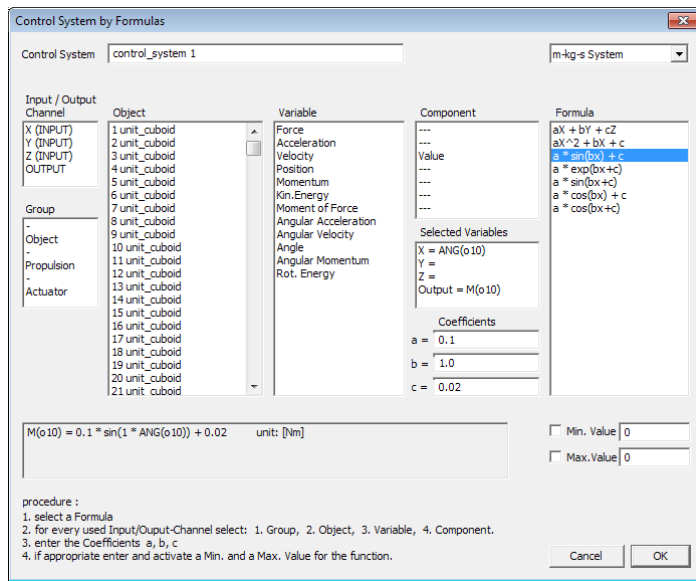 Control System by Formulas
Control System control_system 1 m-kg-s System
Input / Output
Channel
X (INPUT)
Y (INPUT)
Z (INPUT)
OUTPUT
Group
-
Object
-
Propulsion
-
Actuator
Object
1 unit_cuboid
2 unit_cuboid
3 unit_cuboid
4 unit_cuboid
5 unit_cuboid
6 unit_cuboid
7 unit_cuboid
8 unit_cuboid
9 unit_cuboid
10 unit_cuboid
11 unit_cuboid
12 unit_cuboid
13 unit_cuboid
14 unit_cuboid
15 unit_cuboid
16 unit_cuboid
17 unit_cuboid
18 unit_cuboid
19 unit_cuboid
20 unit_cuboid
21 unit_cuboid
Variable
Force
Acceleration
Velocity
Position
Momentum
Kin.Energy
Moment of Force
Angular Acceleration
Angular Velocity
Angle
Angular Momentum
Rot. Energy
Component
---
---
Value
---
---
---
---
Selected Variables
X = ANG(o10)
Y =
Z =
Output = M(o10)
Coefficients
a = 0.1
b = 1.0
c = 0.02
Formula
aX + bY + cZ
aX^2 + bX + c
a * sin(bx) + c
a * exp(bx+c)
a * sin(bx+c)
a * cos(bx) + c
a * cos(bx+c)
M(o10) = 0.1 * sin(1 * ANG(o10)) + 0.02 unit: [Nm]
Min. Value 0
Max.Value 0
procedure :
1. select a Formula
2. for every used Input/Ouput-Channel select: 1. Group, 2. Object, 3. Variable, 4. Component.
3. enter the Coefficients a, b, c
4. if appropriate enter and activate a Min. and a Max. Value for the function.
Cancel OK